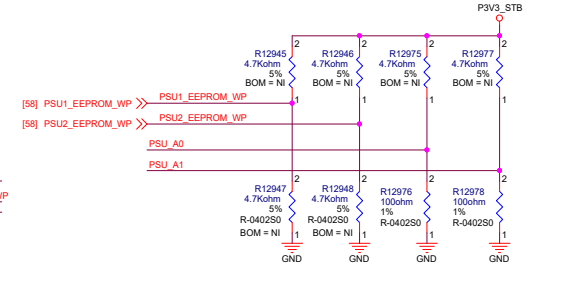 P3V3_STB
2 2 2 2
R12945 R12946 R12975 R12977
4.7Kohm 4.7Kohm 4.7Kohm 4.7Kohm
5% 5% 5% 5%
BOM = NI BOM = NI BOM = NI BOM = NI
1 1 1 1
[58] PSU1_EEPROM_WP PSU1_EEPROM_WP
[58] PSU2_EEPROM_WP PSU2_EEPROM_WP
PSU_A0
PSU_A1
2 2 2 2
R12947 R12948 R12976 R12978
4.7Kohm 4.7Kohm 100ohm 100ohm
5% 5% 1% 1%
R-0402S0 R-0402S0 R-0402S0 R-0402S0
BOM = NI BOM = NI
1 1 1 1
GND GND GND GND